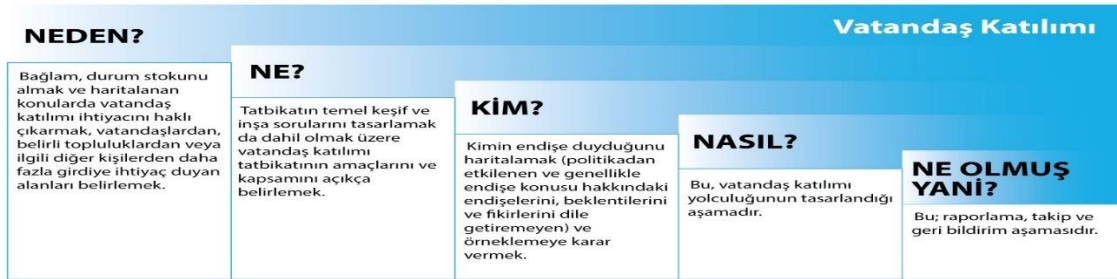 Vatandaş Katılımı
NEDEN?
Bağlam, durum stokunu
almak ve haritalanan
konularda vatandaş
katılımı ihtiyacını haklı
çıkarmak, vatandaşlardan,
belirli topluluklardan veya
ilgili diğer kişilerden daha
fazla girdiye ihtiyaç duyan
alanları belirlemek.
NE?
Tatbikatın temel keşif ve
inşa sorularını tasarlamak
da dahil olmak üzere
vatandaş katılımı
tatbikatının amaçlarını ve
kapsamını açıkça
belirlemek.
KİM?
Kimin endişe duyduğunu
haritalamak (politikadan
etkilenen ve genellikle
endişe konusu hakkındaki
endişelerini, beklentilerini
ve fikirlerini dile
getiremeyen) ve
örneklemeye karar
vermek.
NASIL?
Bu, vatandaş katılımı
yolculuğunun tasarlandığı
aşamadır.
NE OLMUŞ
YANİ?
Bu; raporlama, takip ve
geri bildirim aşamasıdır.